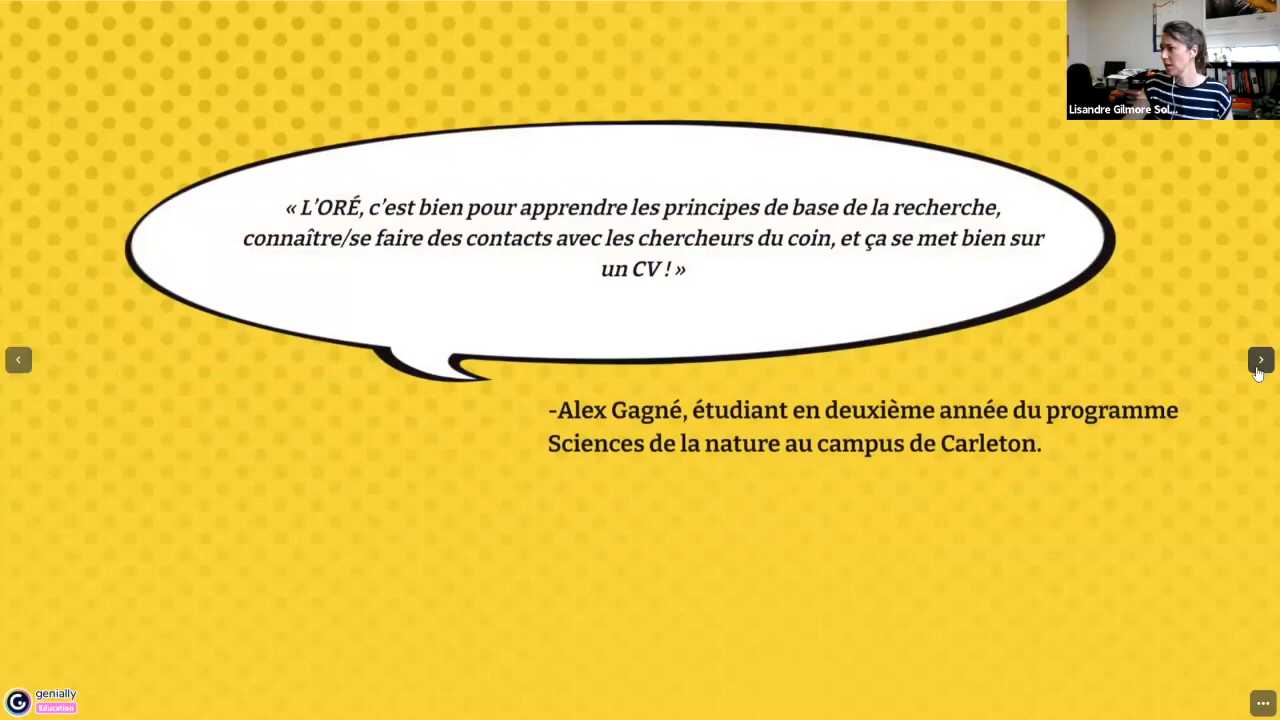 Lisandre Gilmore Sol...
« L'ORÉ, c'est bien pour apprendre les principes de base de la recherche,
connaître/se faire des contacts avec les chercheurs du coin, et ça se met bien sur
un CV ! »
-Alex Gagné, étudiant en deuxième année du programme
Sciences de la nature au campus de Carleton.
genially
Education